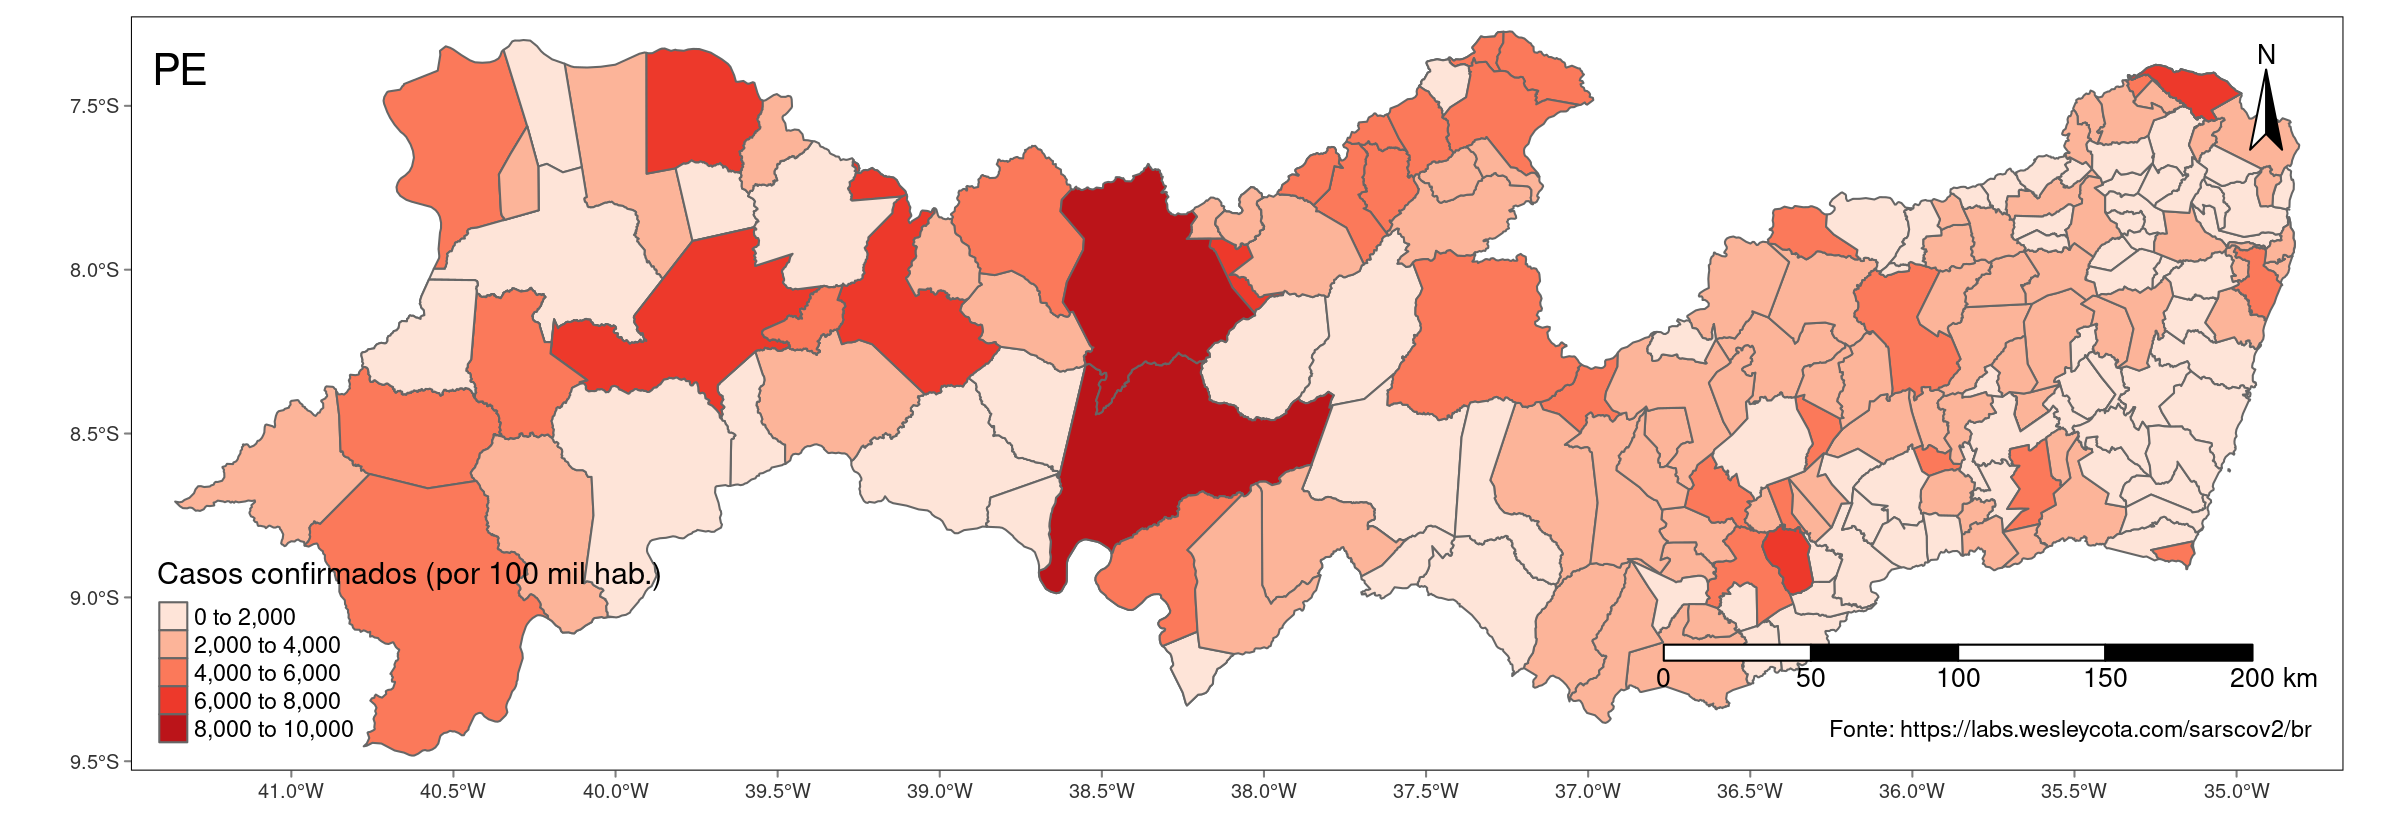 PE
N
7.5°S
8.0°S
8.5°S
9.0°S
9.5°S
Casos confirmados (por 100 mil hab.)
0 to 2,000
2,000 to 4,000
4,000 to 6,000
6,000 to 8,000
8,000 to 10,000
0 50 100 150 200 km
Fonte: https://labs.wesleycota.com/sarscov2/br
41.0°W 40.5°W 40.0°W 39.5°W 39.0°W 38.5°W 38.0°W 37.5°W 37.0°W 36.5°W 36.0°W 35.5°W 35.0°W